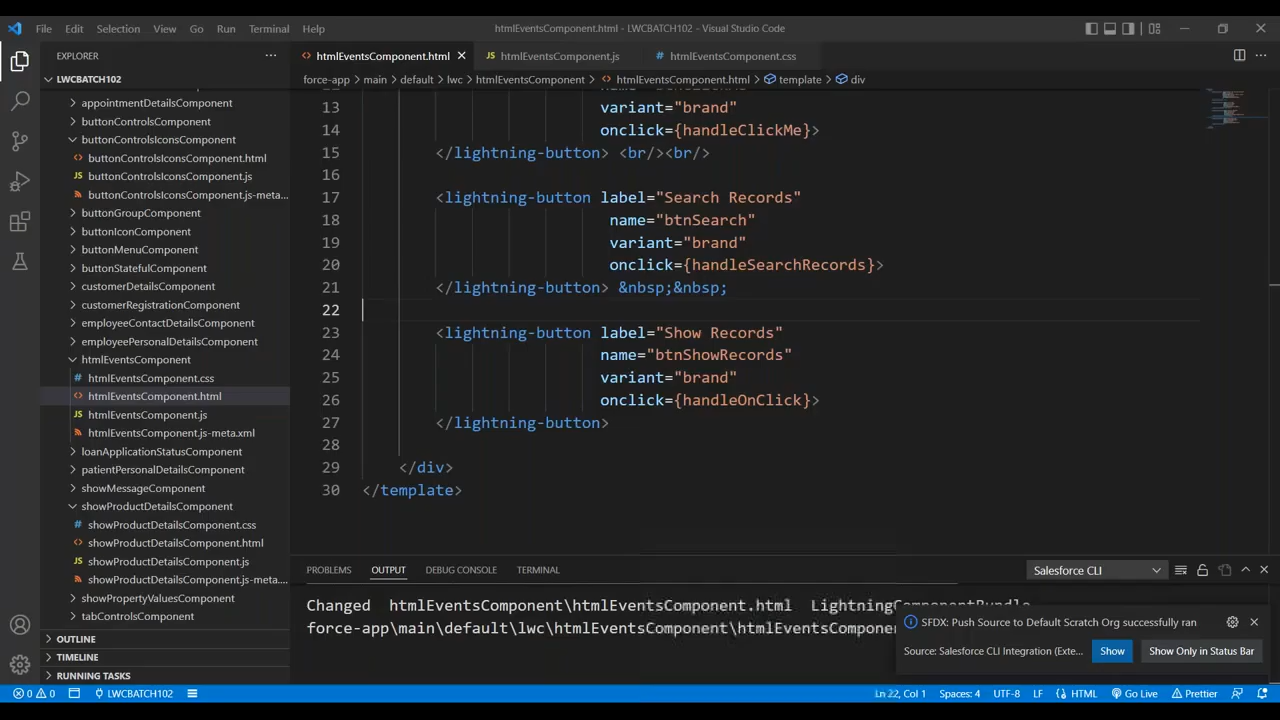 File Edit Selection View Go Run Terminal Help htmlEventsComponent.html - LWCBATCH102 - Visual Studio Code
EXPLORER
LWCBATCH102
appointmentDetailsComponent
buttonControlsComponent
buttonControlsIconsComponent
buttonControlsIconsComponent.html
JS buttonControlsIconsComponent.js
buttonControlsIconsComponent.js-meta...
buttonGroupComponent
buttonIconComponent
buttonMenuComponent
buttonStatefulComponent
customerDetailsComponent
customerRegistrationComponent
employeeContactDetailsComponent
employeePersonalDetailsComponent
htmlEventsComponent
# htmlEventsComponent.css
htmlEventsComponent.html
JS htmlEventsComponent.js
htmlEventsComponent.js-meta.xml
loanApplicationStatusComponent
patientPersonalDetailsComponent
showMessageComponent
showProductDetailsComponent
# showProductDetailsComponent.css
<> showProductDetailsComponent.html
JS showProductDetailsComponent.js
showProductDetailsComponent.js-meta....
showPropertyValuesComponent
tabControlsComponent
OUTLINE
TIMELINE
RUNNING TASKS
<> htmlEventsComponent.html JS htmlEventsComponent.js # htmlEventsComponent.css
force-app > main > default > lwc > htmlEventsComponent > <> htmlEventsComponent.html > template > div
13 variant="brand"
14 onclick={handleClickMe}>
15 </lightning-button> <br/><br/>
16
17 <lightning-button label="Search Records"
18 name="btnSearch"
19 variant="brand"
20 onclick={handleSearchRecords}>
21 </lightning-button> &nbsp;&nbsp;
22
23 <lightning-button label="Show Records"
24 name="btnShowRecords"
25 variant="brand"
26 onclick={handleOnClick}>
27 </lightning-button>
28
29 </div>
30 </template>
PROBLEMS OUTPUT DEBUG CONSOLE TERMINAL Salesforce CLI
Changed htmlEventsComponent\htmlEventsComponent.html LightningComponentBundle
force-app\main\default\lwc\htmlEventsComponent\htmlEventsCompone
SFDX: Push Source to Default Scratch Org successfully ran
Source: Salesforce CLI Integration (Exte... Show Show Only in Status Bar
0 0 LWCBATCH102 Ln 22, Col 1 Spaces: 4 UTF-8 LF HTML Go Live Prettier